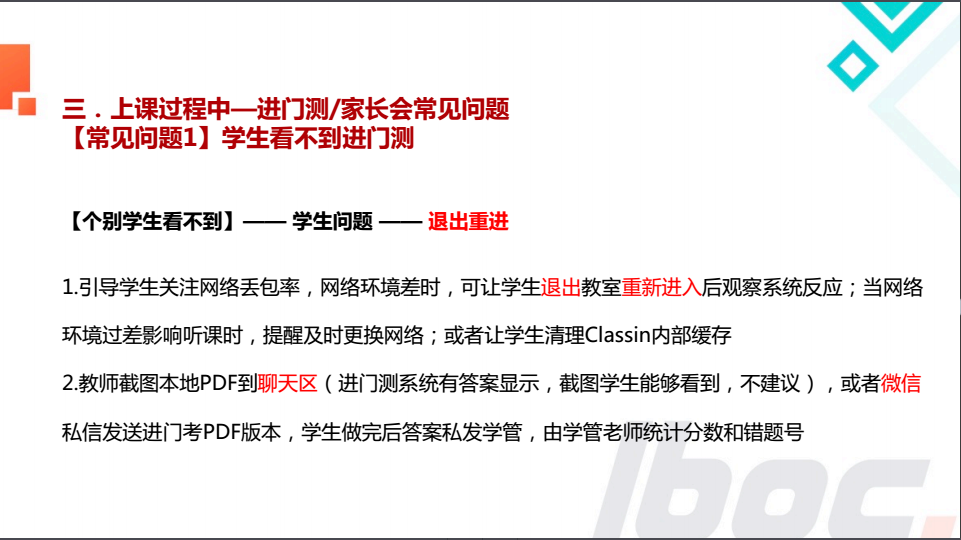 三．上课过程中—进门测/家长会常见问题
【常见问题1】学生看不到进门测
【个别学生看不到】—— 学生问题 —— 退出重进
1.引导学生关注网络丢包率，网络环境差时，可让学生退出教室重新进入后观察系统反应；当网络
环境过差影响听课时，提醒及时更换网络；或者让学生清理Classin内部缓存
2.教师截图本地PDF到聊天区（进门测系统有答案显示，截图学生能够看到，不建议），或者微信
私信发送进门考PDF版本，学生做完后答案私发学管，由学管老师统计分数和错题号